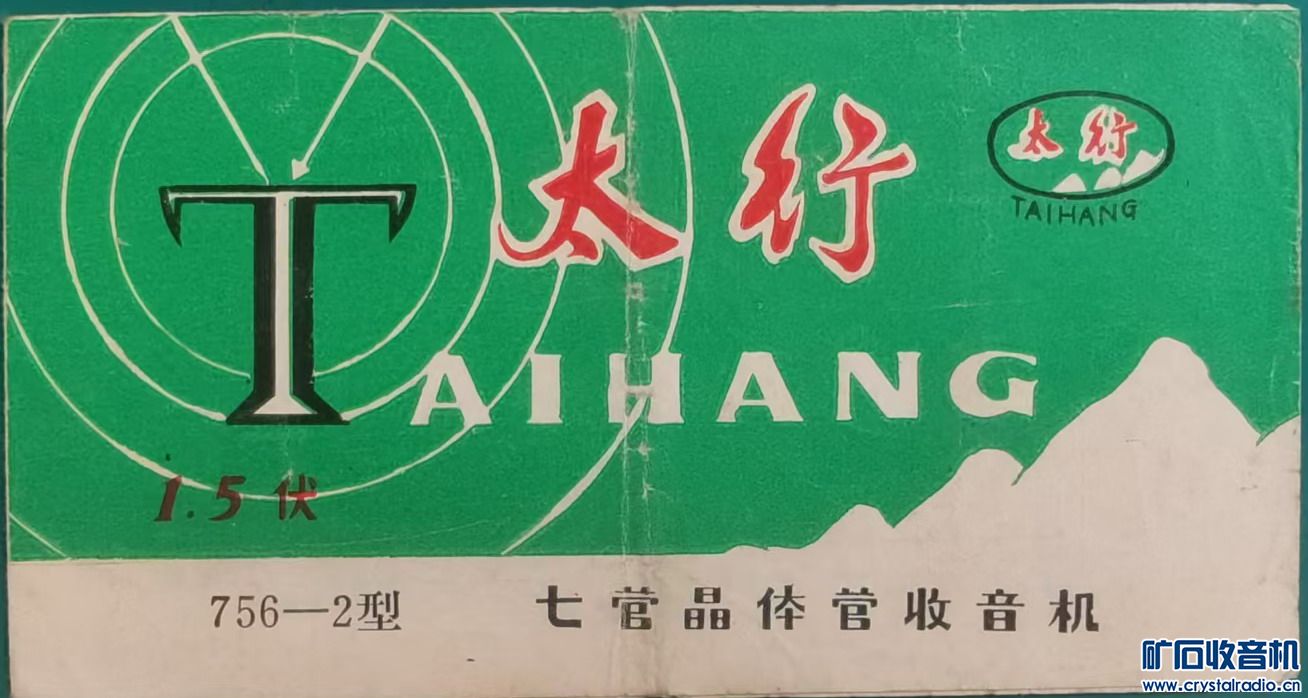 太行
太行
TAIHANG
TAIHANG
1.5伏
756—2型
七管晶体管收音机
矿石收音机
www.crystalradio.cn